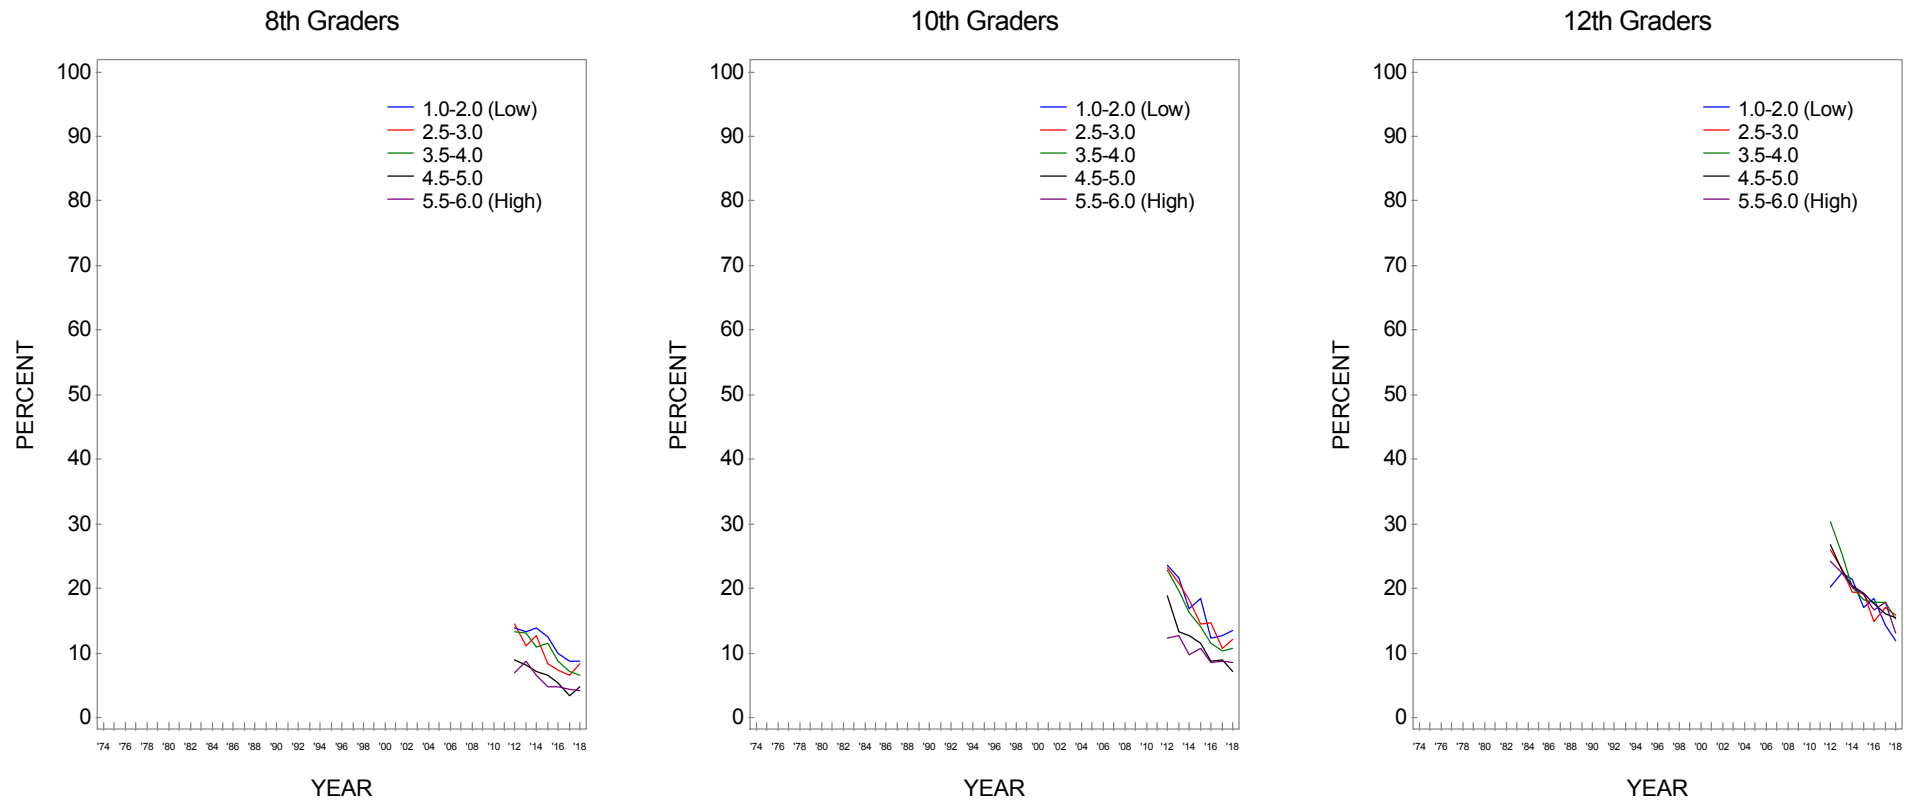 8th Graders
100
90
80
70
60
50
40
30
20
10
0
PERCENT
1.0-2.0 (Low)
2.5-3.0
3.5-4.0
4.5-5.0
5.5-6.0 (High)
'74 '76 '78 '80 '82 '84 '86 '88 '90 '92 '94 '96 '98 '00 '02 '04 '06 '08 '10 '12 '14 '16 '18
YEAR
10th Graders
100
90
80
70
60
50
40
30
20
10
0
PERCENT
1.0-2.0 (Low)
2.5-3.0
3.5-4.0
4.5-5.0
5.5-6.0 (High)
'74 '76 '78 '80 '82 '84 '86 '88 '90 '92 '94 '96 '98 '00 '02 '04 '06 '08 '10 '12 '14 '16 '18
YEAR
12th Graders
100
90
80
70
60
50
40
30
20
10
0
PERCENT
1.0-2.0 (Low)
2.5-3.0
3.5-4.0
4.5-5.0
5.5-6.0 (High)
'74 '76 '78 '80 '82 '84 '86 '88 '90 '92 '94 '96 '98 '00 '02 '04 '06 '08 '10 '12 '14 '16 '18
YEAR